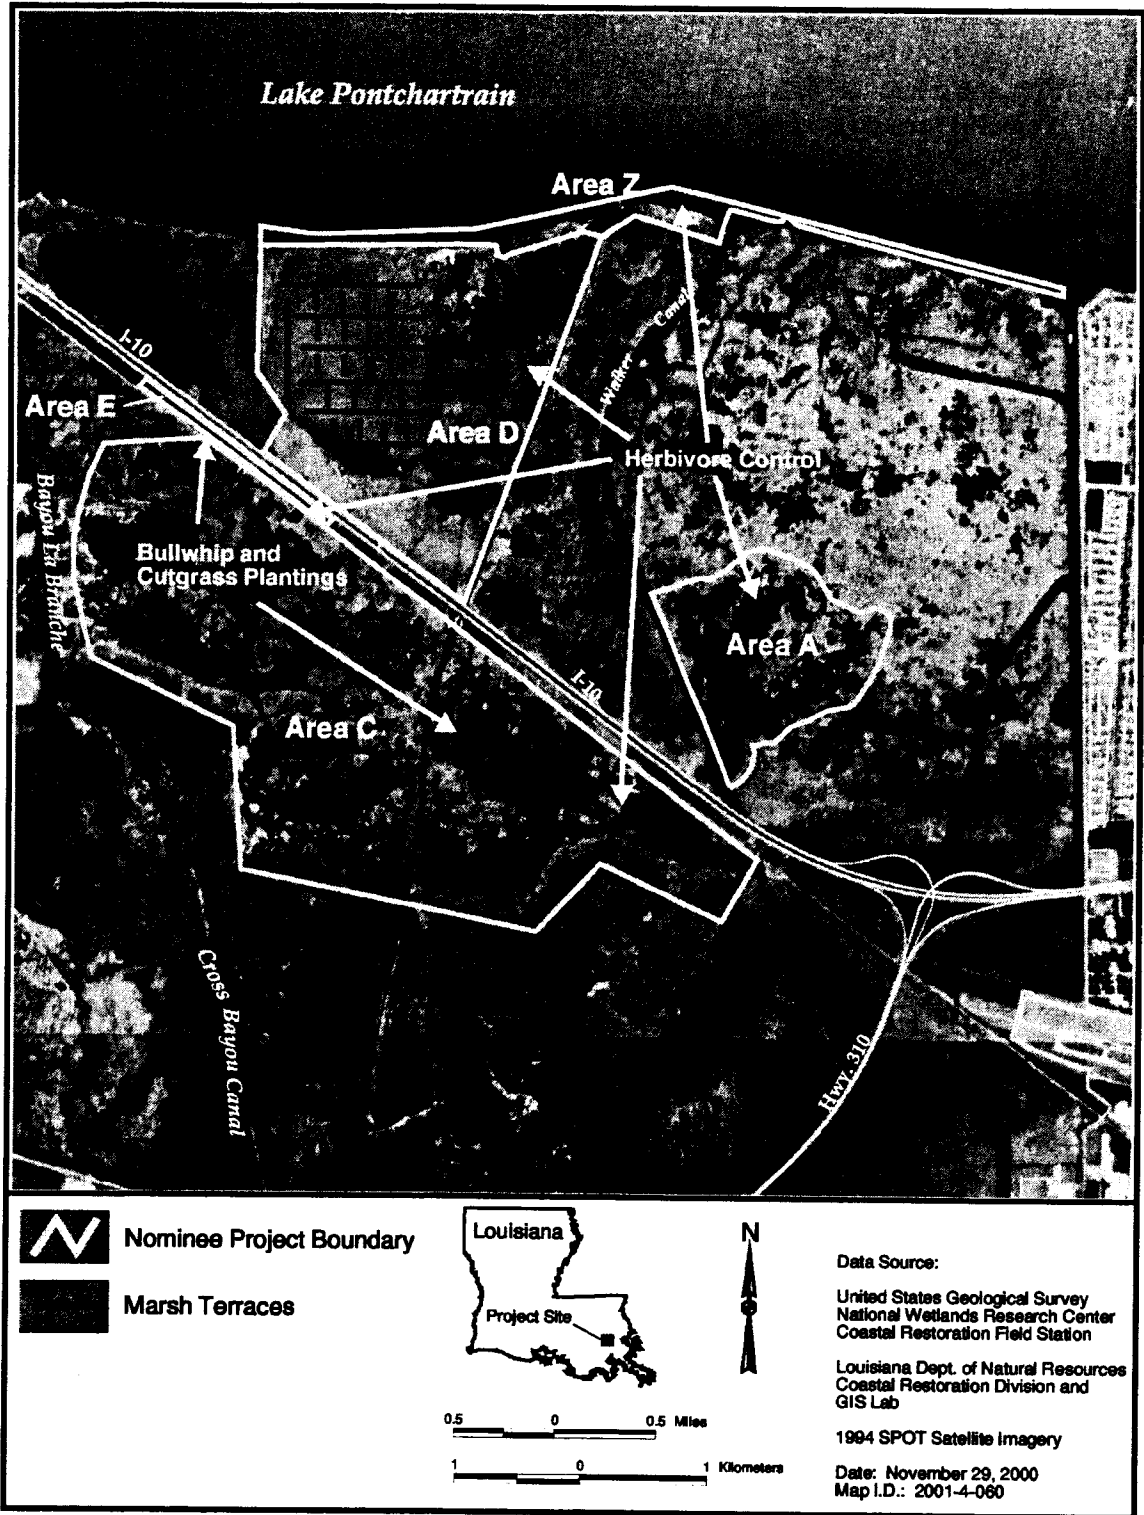 Lake Pontchartrain
Area Z
I-10
Walker Canal
Area E
Area D
Herbivore Control
Bayou La Branche
Bullwhip and
Cutgrass Plantings
Area A
I-10
Area C
Cross Bayou Canal
Hwy. 310
Nominee Project Boundary
Marsh Terraces
Louisiana
Project Site
N
0.5 0 0.5 Miles
1 0 1 Kilometers
Data Source:
United States Geological Survey
National Wetlands Research Center
Coastal Restoration Field Station
Louisiana Dept. of Natural Resources
Coastal Restoration Division and
GIS Lab
1994 SPOT Satellite Imagery
Date: November 29, 2000
Map I.D.: 2001-4-060